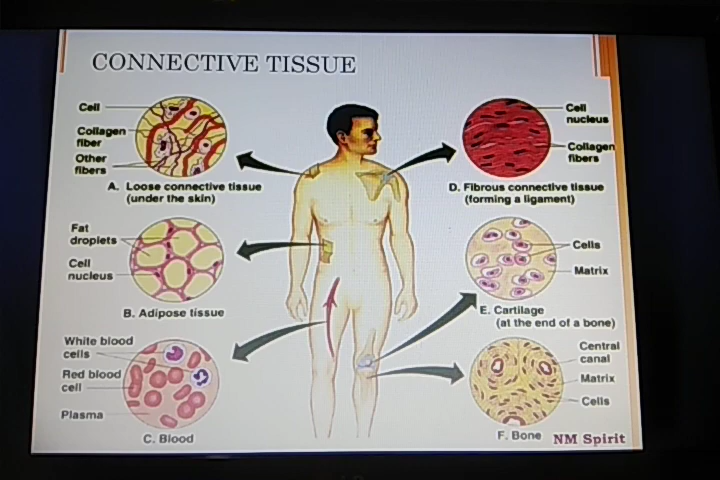 CONNECTIVE TISSUE
Cell
Collagen
fiber
Other
fibers
A. Loose connective tissue
(under the skin)
Cell
nucleus
Collagen
fibers
D. Fibrous connective tissue
(forming a ligament)
Fat
droplets
Cell
nucleus
B. Adipose tissue
Cells
Matrix
E. Cartilage
(at the end of a bone)
White blood
cells
Red blood
cell
Plasma
C. Blood
Central
canal
Matrix
Cells
F. Bone
NM Spirit